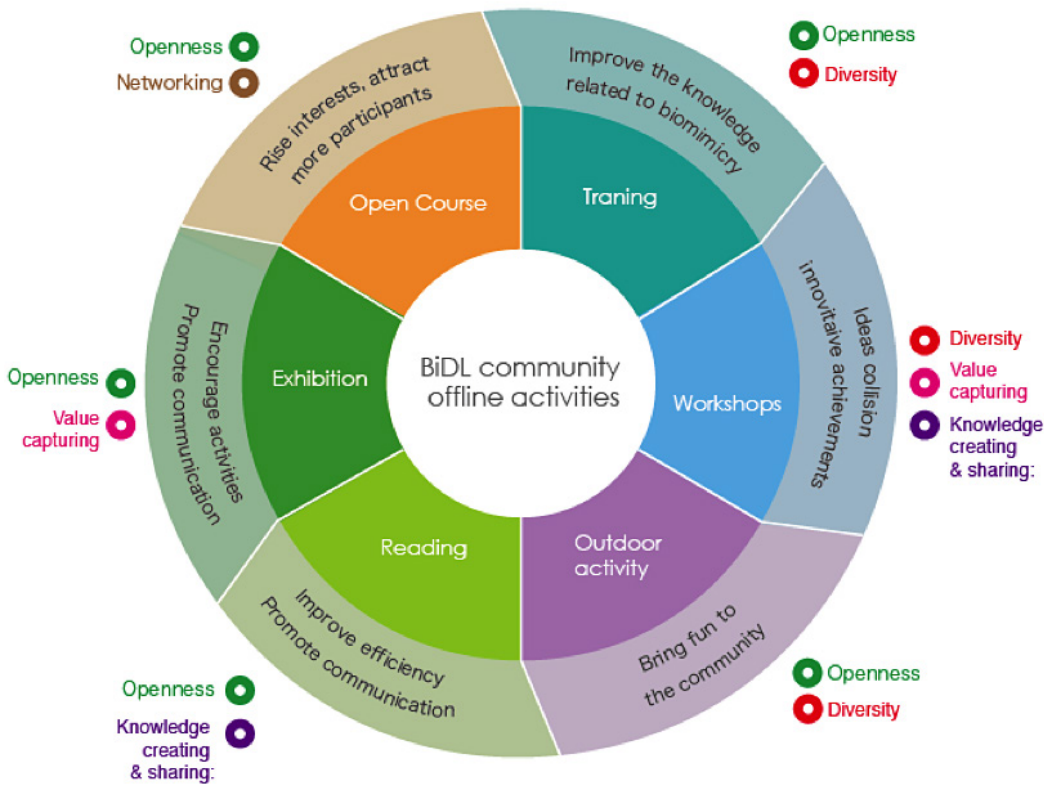 Openness
Networking
Rise interests, attract
more participants
Open Course
Openness
Diversity
Improve the knowledge
related to biomimicry
Traning
Ideas collision
innovitaive achievements
Workshops
Diversity
Value
capturing
Knowledge
creating
& sharing:
Outdoor
activity
Bring fun to
the community
Openness
Diversity
Reading
Improve efficiency
Promote communication
Openness
Knowledge
creating
& sharing:
Exhibition
Encourage activities
Promote communication
Openness
Value
capturing
BiDL community
offline activities